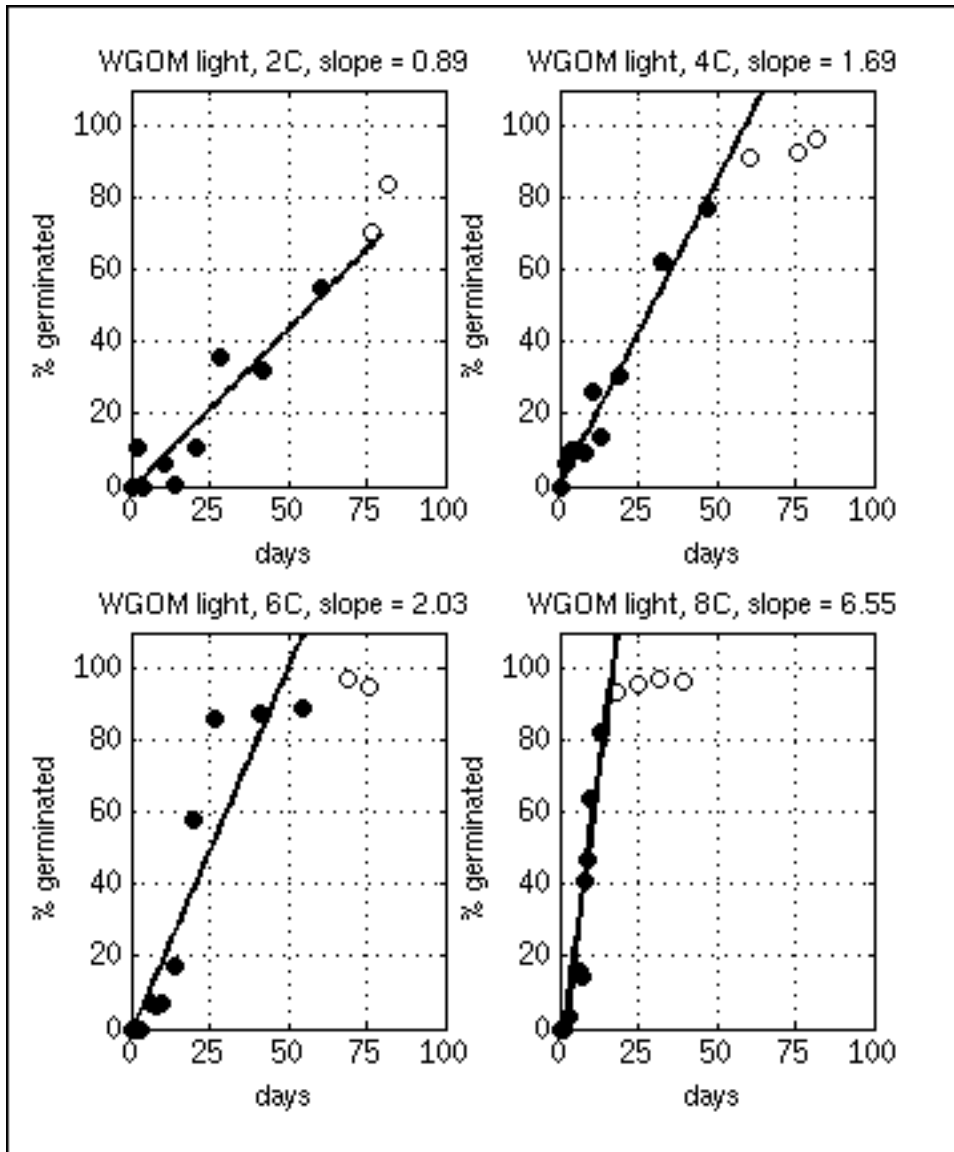 WGOM light, 2C, slope = 0.89
100
80
60
40
20
0
% germinated
0 25 50 75 100
days
WGOM light, 4C, slope = 1.69
100
80
60
40
20
0
% germinated
0 25 50 75 100
days
WGOM light, 6C, slope = 2.03
100
80
60
40
20
0
% germinated
0 25 50 75 100
days
WGOM light, 8C, slope = 6.55
100
80
60
40
20
0
% germinated
0 25 50 75 100
days